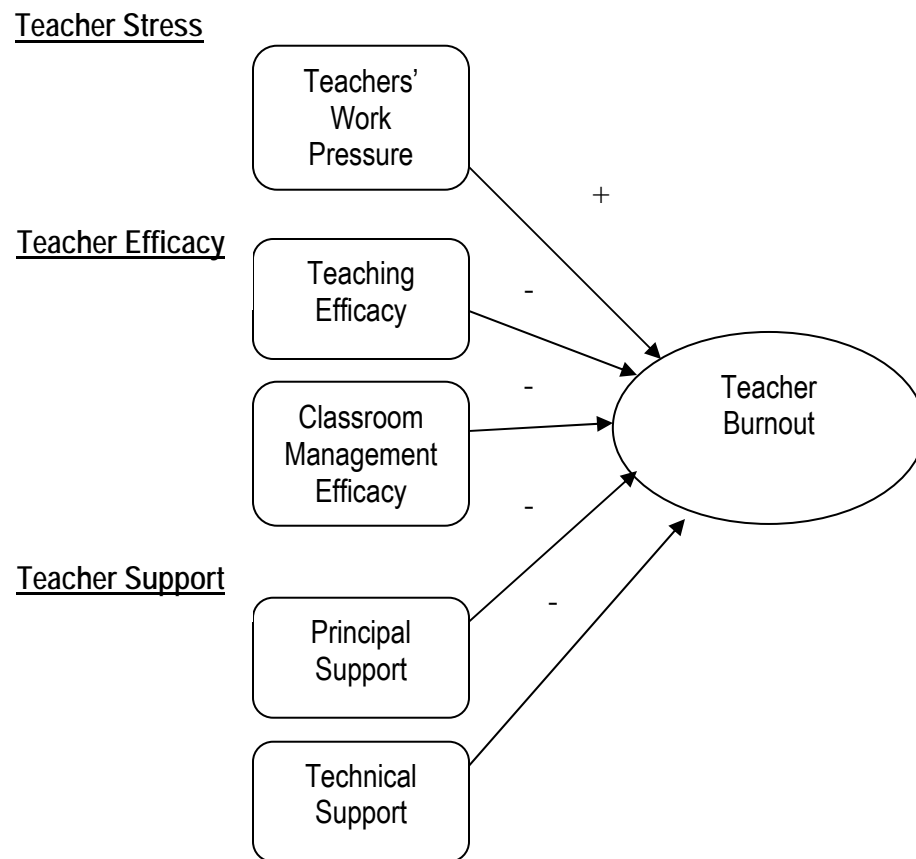 Teacher Stress
Teachers’
Work
Pressure
+
Teacher Efficacy
Teaching
Efficacy
-
Classroom
Management
Efficacy
-
Teacher
Burnout
-
Teacher Support
Principal
Support
-
Technical
Support